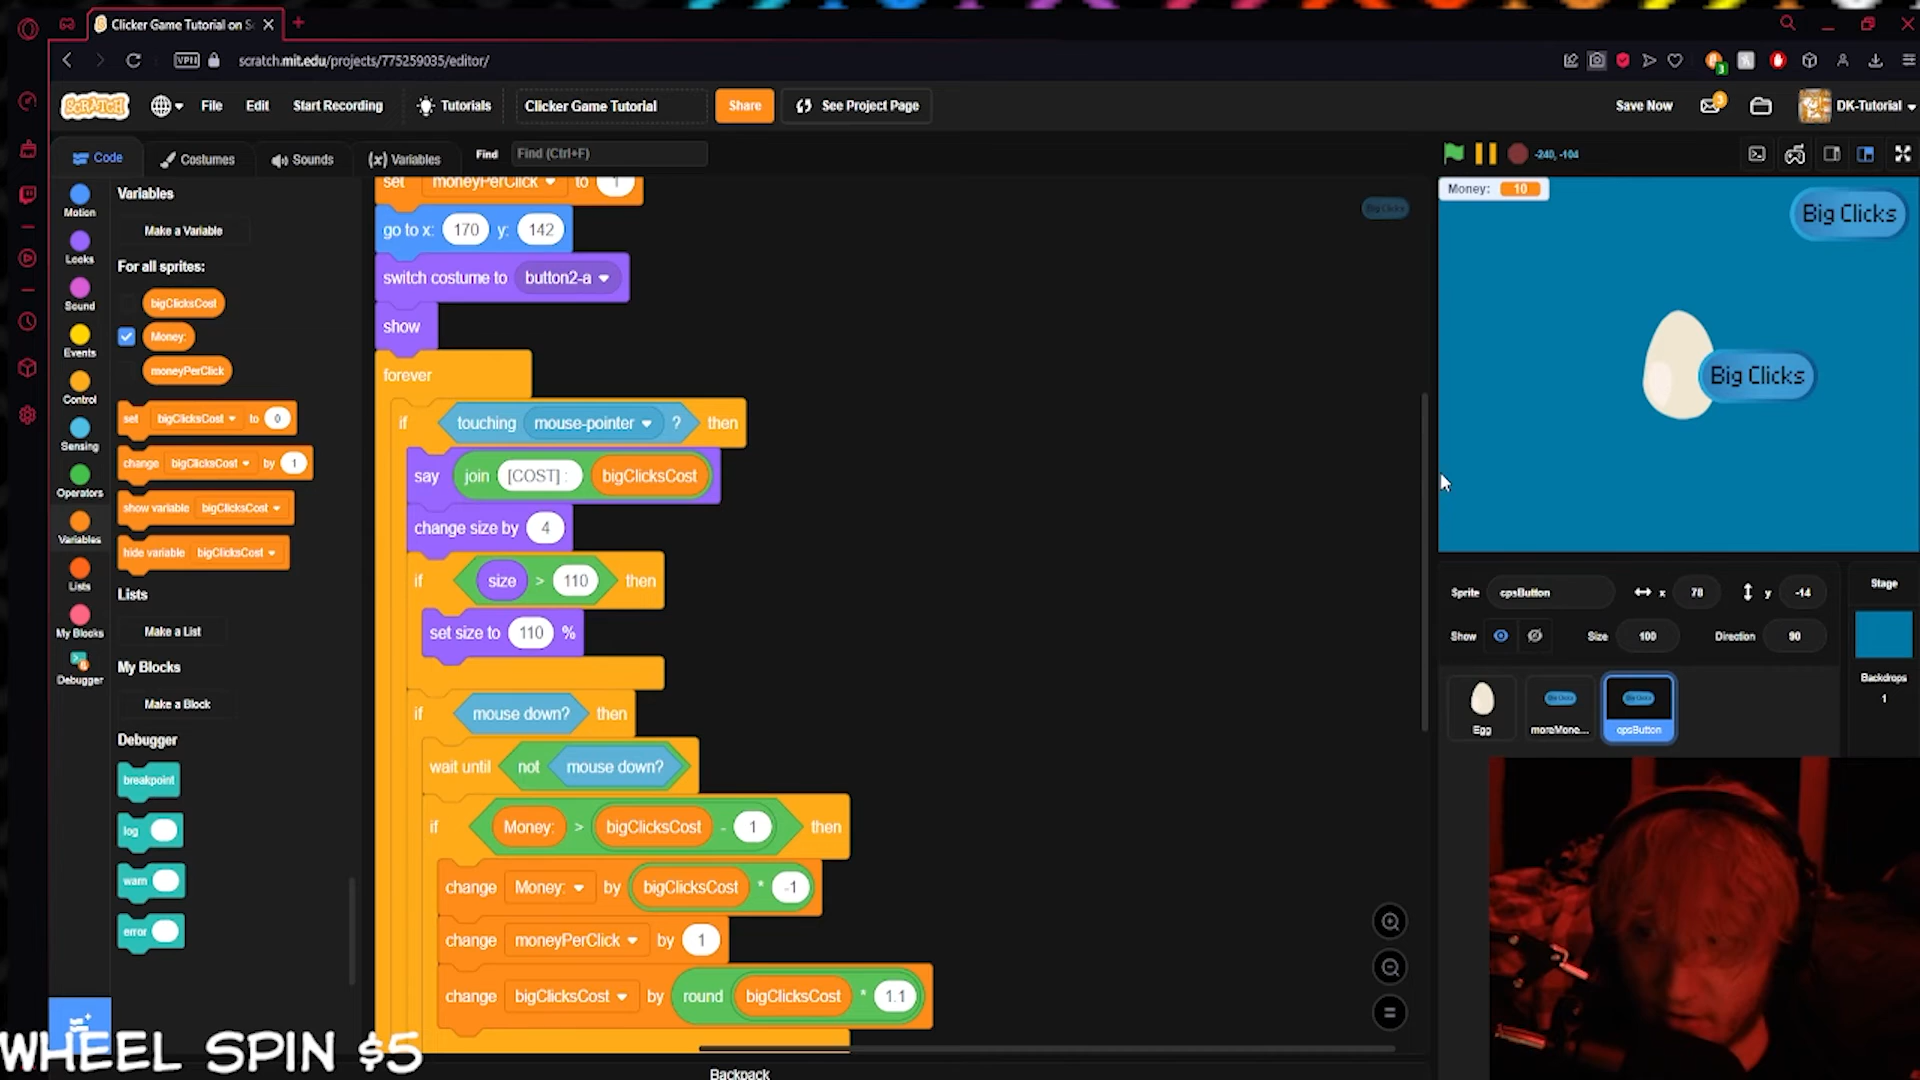 Clicker Game Tutorial on S
VPN
scratch.mit.edu/projects/775259035/editor/
3
SCRATCH
File
Edit
Start Recording
Tutorials
Clicker Game Tutorial
Share
See Project Page
Save Now
3
DK-Tutorial
Code
Costumes
Sounds
(x) Variables
Find
Find (Ctrl+F)
-240, -104
Motion
Looks
Sound
Events
Control
Sensing
Operators
Variables
Lists
My Blocks
Debugger
Variables
Make a Variable
For all sprites:
bigClicksCost
Money:
moneyPerClick
set bigClicksCost to 0
change bigClicksCost by 1
show variable bigClicksCost
hide variable bigClicksCost
Lists
Make a List
My Blocks
Make a Block
Debugger
breakpoint
log
warn
error
set moneyPerClick to 1
go to x: 170 y: 142
switch costume to button2-a
show
forever
if touching mouse-pointer ? then
say join [COST] : bigClicksCost
change size by 4
if size > 110 then
set size to 110 %
if mouse down? then
wait until not mouse down?
if Money: > bigClicksCost - 1 then
change Money: by bigClicksCost * -1
change moneyPerClick by 1
change bigClicksCost by round bigClicksCost * 1.1
Big Clicks
Backpack
Money: 10
Big Clicks
Big Clicks
Sprite cpsButton x 78 y -14
Show Size 100 Direction 90
Egg
moreMone...
cpsButton
Stage
Backdrops
1
WHEEL SPIN $5